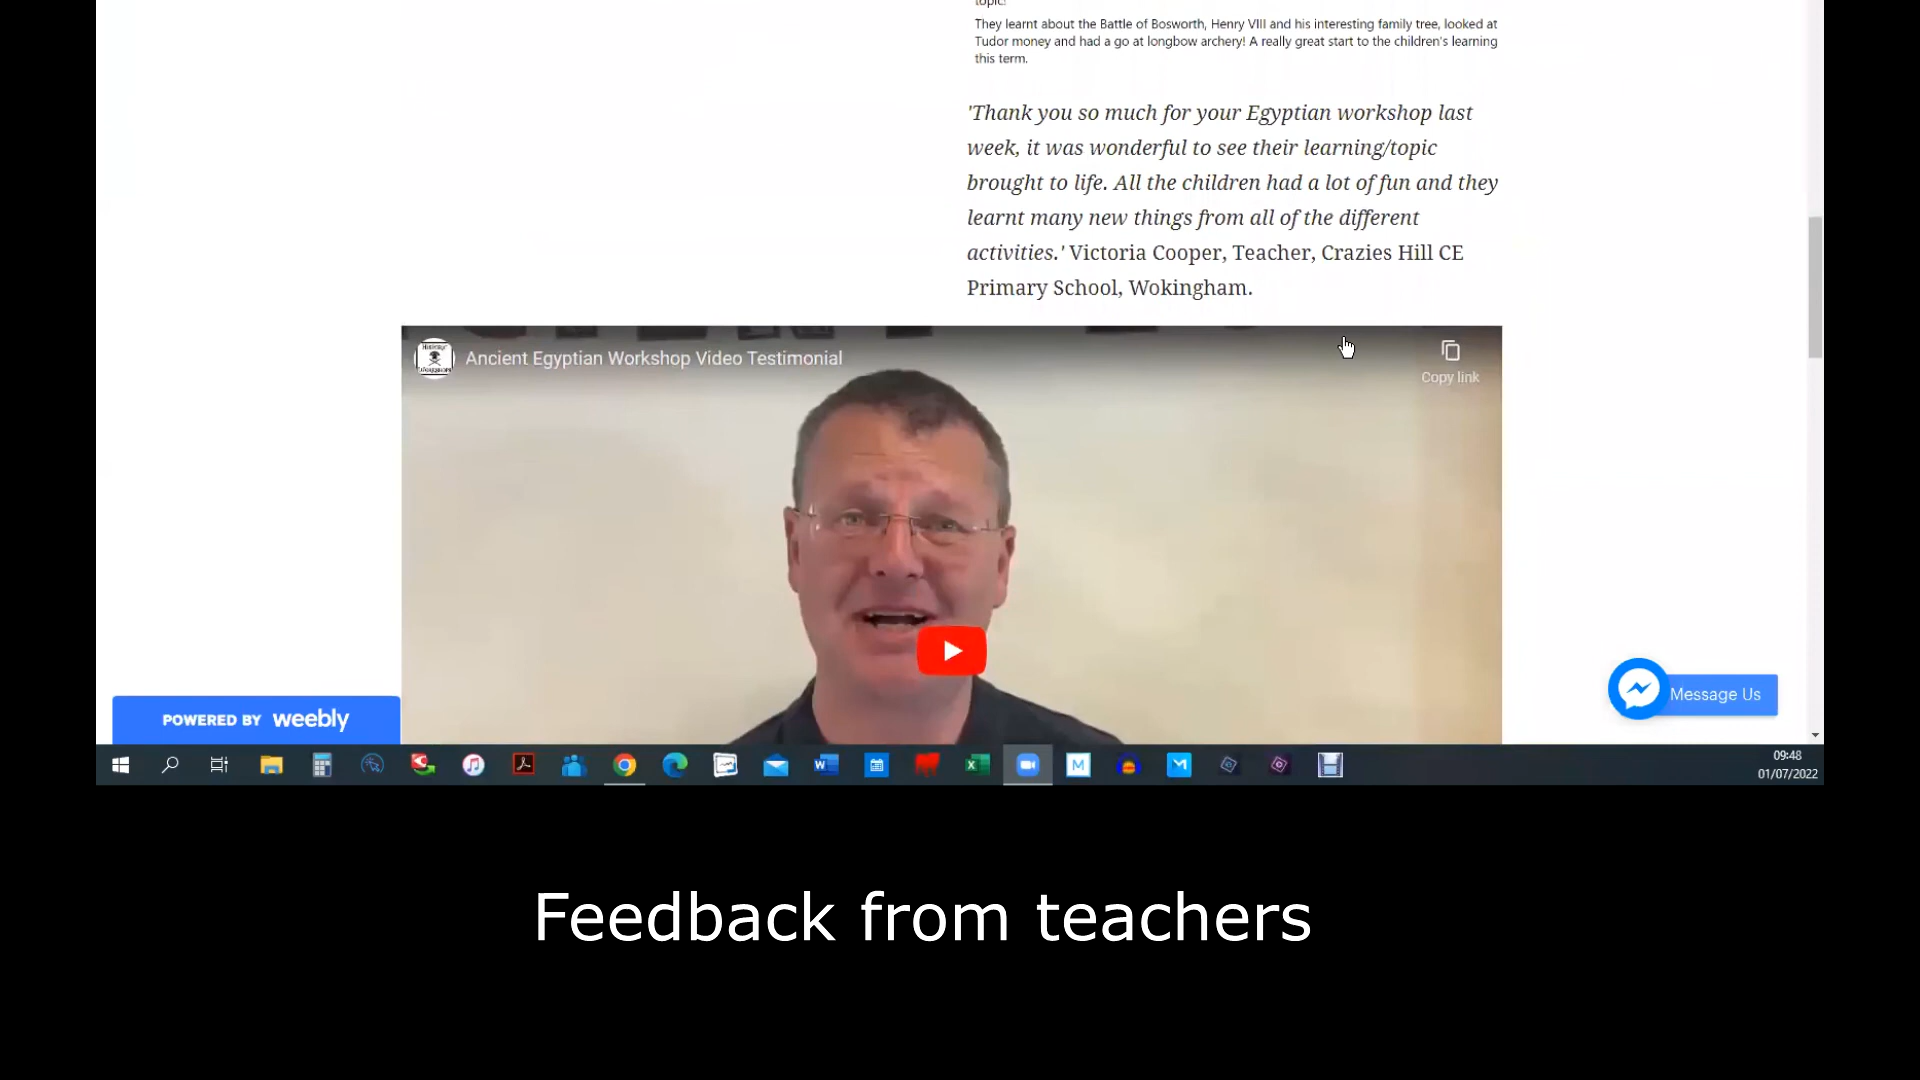 topic!
They learnt about the Battle of Bosworth, Henry VIII and his interesting family tree, looked at
Tudor money and had a go at longbow archery! A really great start to the children's learning
this term.
'Thank you so much for your Egyptian workshop last
week, it was wonderful to see their learning/topic
brought to life. All the children had a lot of fun and they
learnt many new things from all of the different
activities.' Victoria Cooper, Teacher, Crazies Hill CE
Primary School, Wokingham.
Ancient Egyptian Workshop Video Testimonial
Copy link
Message Us
POWERED BY weebly
09:48
01/07/2022
Feedback from teachers